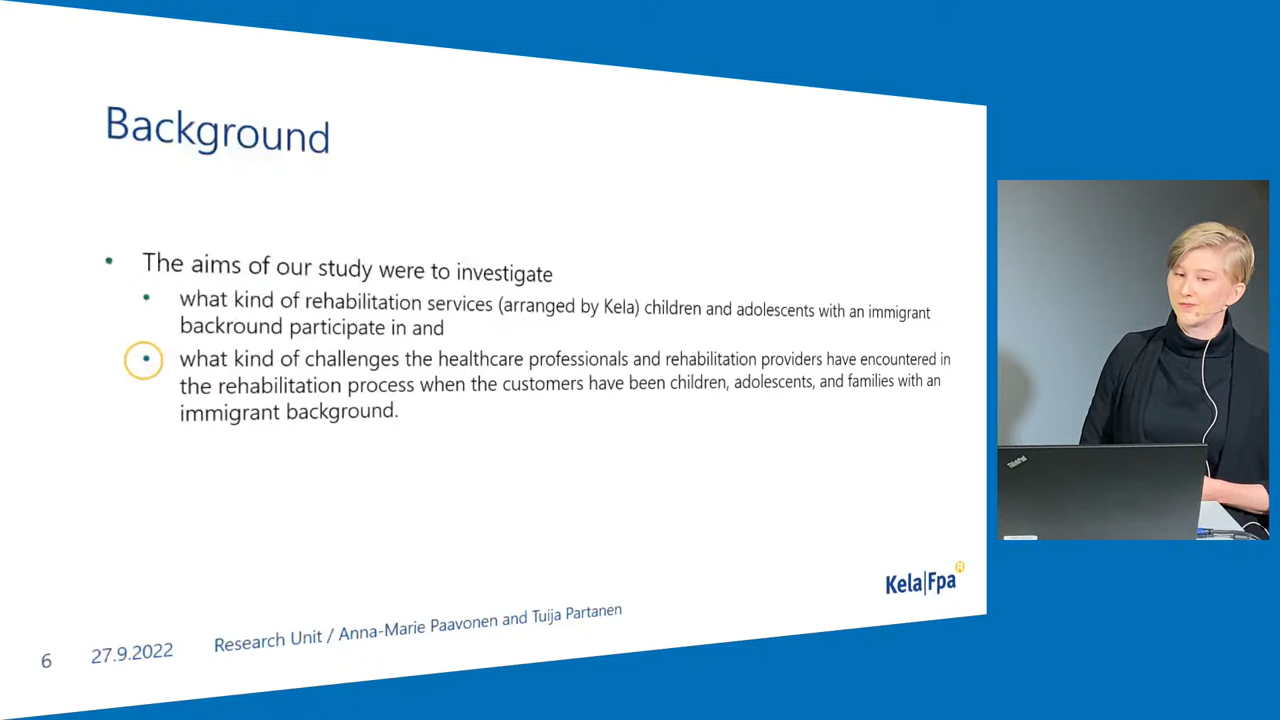 Background
• The aims of our study were to investigate
• what kind of rehabilitation services (arranged by Kela) children and adolescents with an immigrant
backround participate in and
• what kind of challenges the healthcare professionals and rehabilitation providers have encountered in
the rehabilitation process when the customers have been children, adolescents, and families with an
immigrant background.
Kela|Fpa
6 27.9.2022 Research Unit / Anna-Marie Paavonen and Tuija Partanen
ThinkPad